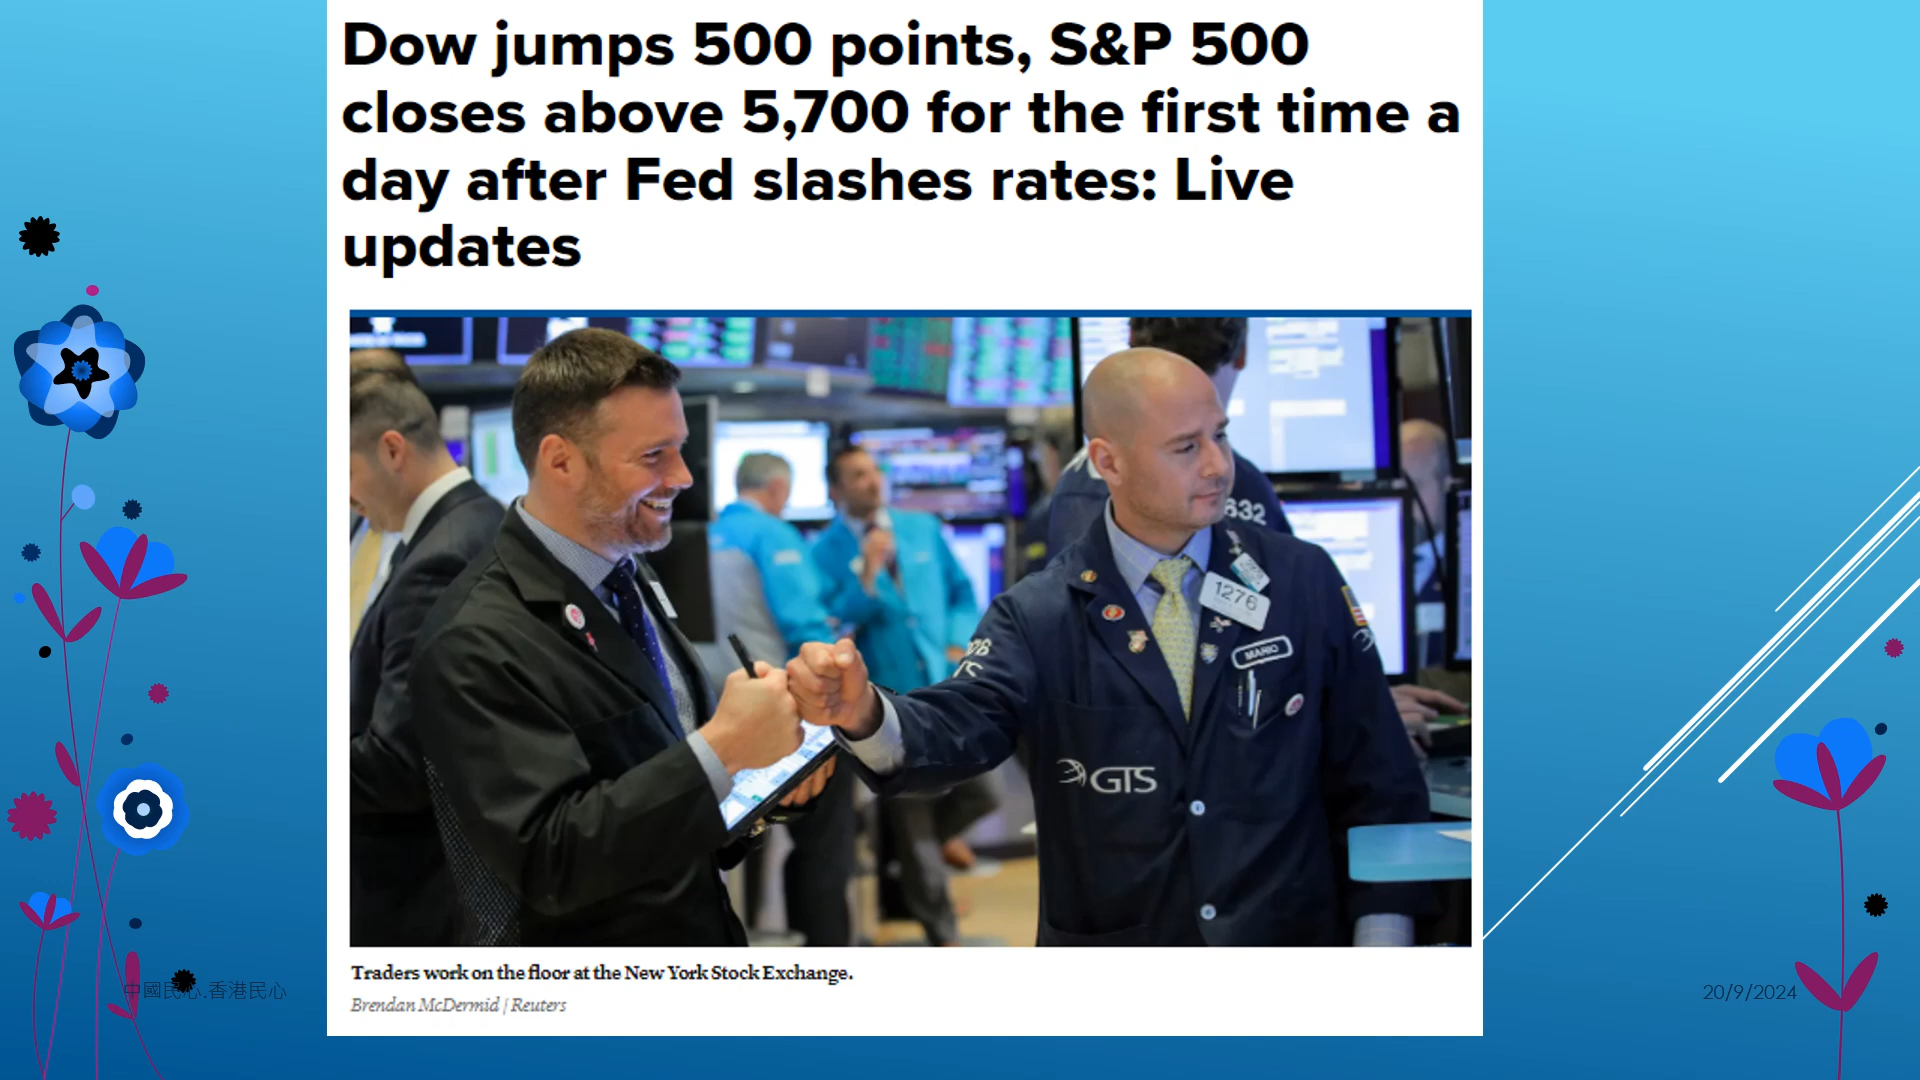 Dow jumps 500 points, S&P 500
closes above 5,700 for the first time a
day after Fed slashes rates: Live
updates
632
1276
MARIO
GTS
Traders work on the floor at the New York Stock Exchange.
Brendan McDermid | Reuters
中國民心.香港民心
20/9/2024